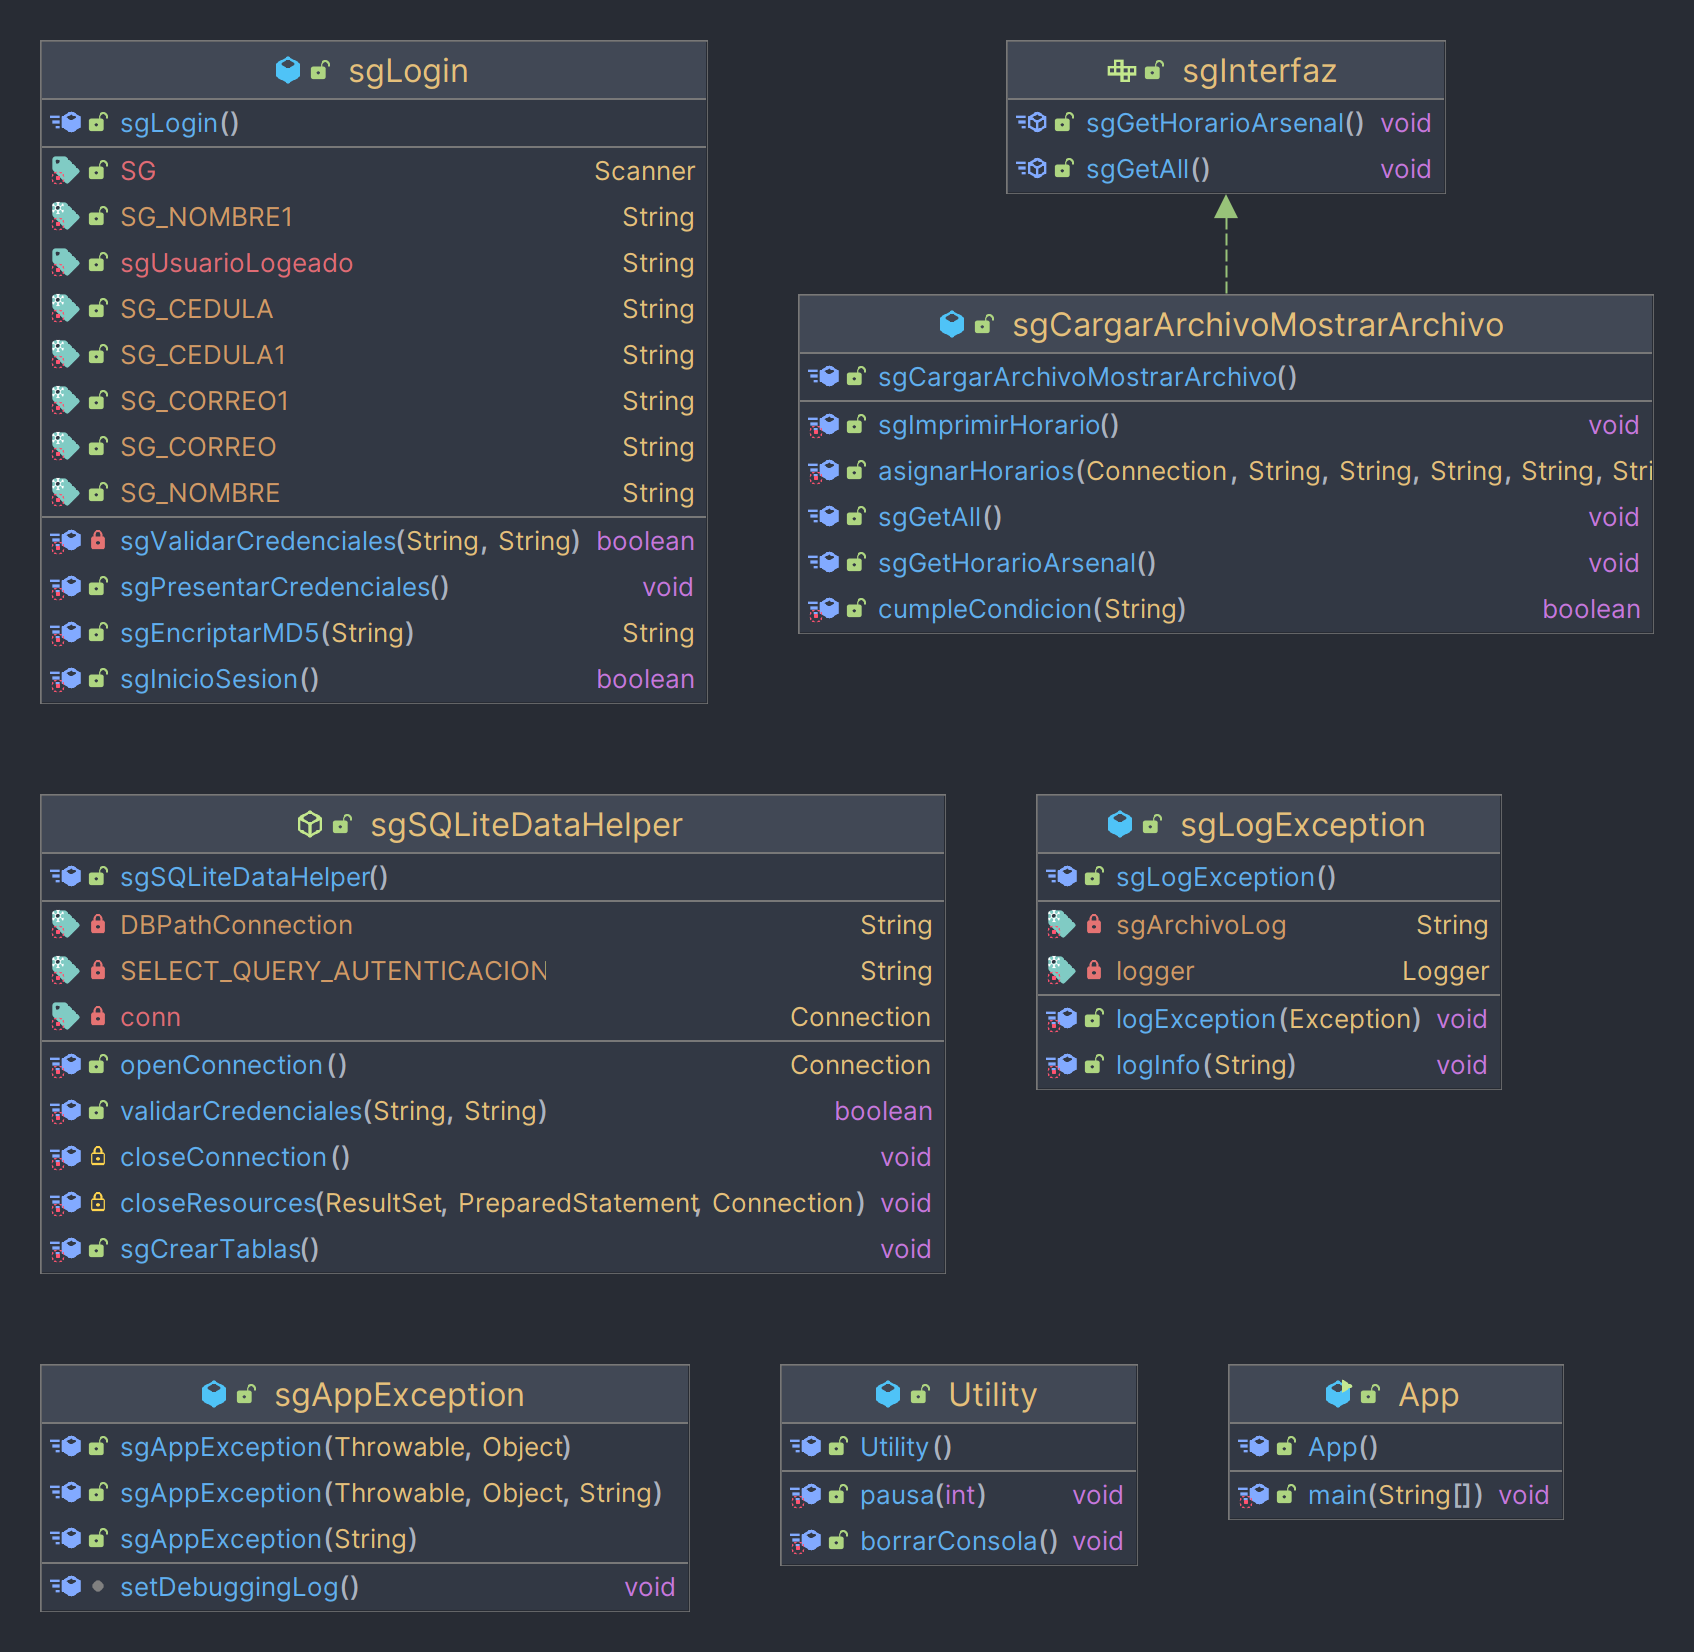 sgLogin
sgLogin()
SG Scanner
SG_NOMBRE1 String
sgUsuarioLogeado String
SG_CEDULA String
SG_CEDULA1 String
SG_CORREO1 String
SG_CORREO String
SG_NOMBRE String
sgValidarCredenciales(String, String) boolean
sgPresentarCredenciales() void
sgEncriptarMD5(String) String
sgInicioSesion() boolean
sgInterfaz
sgGetHorarioArsenal() void
sgGetAll() void
sgCargarArchivoMostrarArchivo
sgCargarArchivoMostrarArchivo()
sgImprimirHorario() void
asignarHorarios(Connection, String, String, String, String, Stri
sgGetAll() void
sgGetHorarioArsenal() void
cumpleCondicion(String) boolean
sgSQLiteDataHelper
sgSQLiteDataHelper()
DBPathConnection String
SELECT_QUERY_AUTENTICACION String
conn Connection
openConnection() Connection
validarCredenciales(String, String) boolean
closeConnection() void
closeResources(ResultSet, PreparedStatement, Connection) void
sgCrearTablas() void
sgLogException
sgLogException()
sgArchivoLog String
logger Logger
logException(Exception) void
logInfo(String) void
sgAppException
sgAppException(Throwable, Object)
sgAppException(Throwable, Object, String)
sgAppException(String)
setDebuggingLog() void
Utility
Utility()
pausa(int) void
borrarConsola() void
App
App()
main(String[]) void